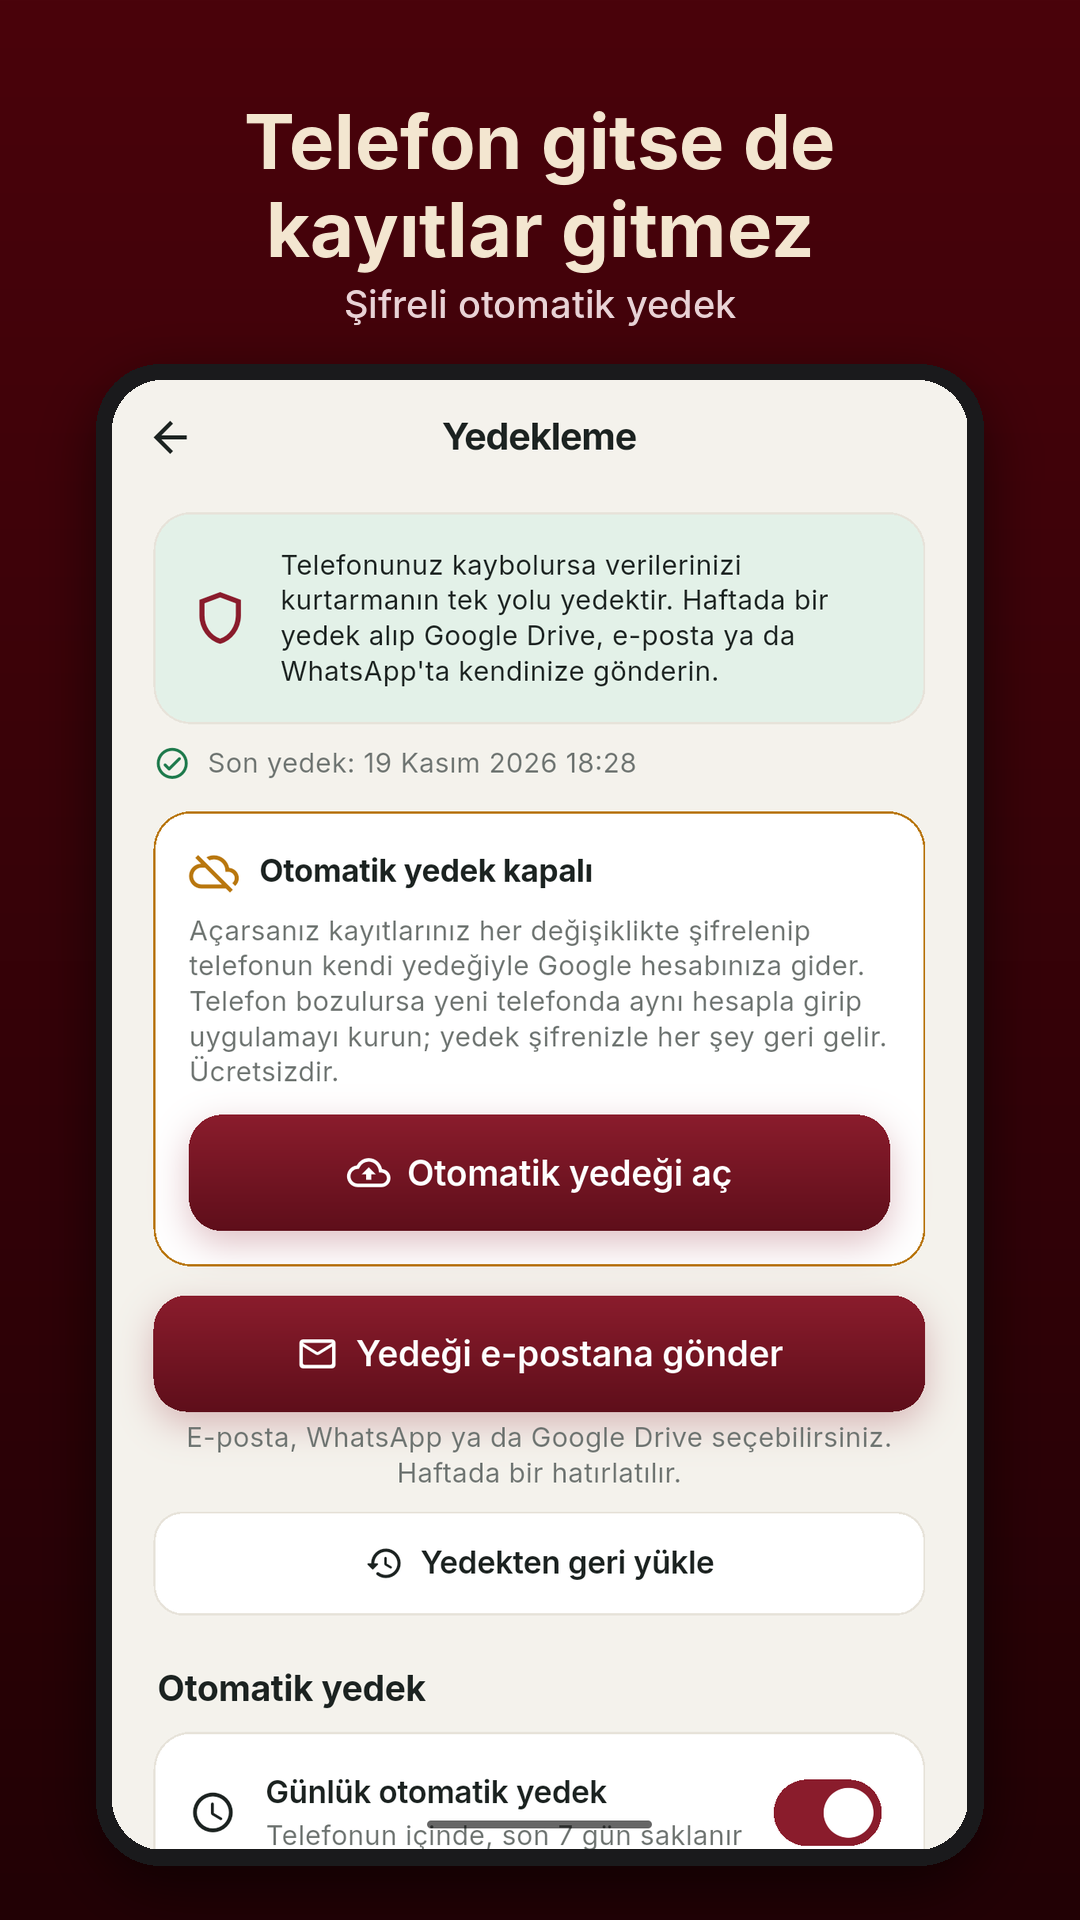 Telefon gitse de
kayıtlar gitmez
Şifreli otomatik yedek
Yedekleme
Telefonunuz kaybolursa verilerinizi
kurtarmanın tek yolu yedektir. Haftada bir
yedek alıp Google Drive, e-posta ya da
WhatsApp'ta kendinize gönderin.
Son yedek: 19 Kasım 2026 18:28
Otomatik yedek kapalı
Açarsanız kayıtlarınız her değişiklikte şifrelenip
telefonun kendi yedeğiyle Google hesabınıza gider.
Telefon bozulursa yeni telefonda aynı hesapla girip
uygulamayı kurun; yedek şifrenizle her şey geri gelir.
Ücretsizdir.
Otomatik yedeği aç
Yedeği e-postana gönder
E-posta, WhatsApp ya da Google Drive seçebilirsiniz.
Haftada bir hatırlatılır.
Yedekten geri yükle
Otomatik yedek
Günlük otomatik yedek
Telefonun içinde, son 7 gün saklanır